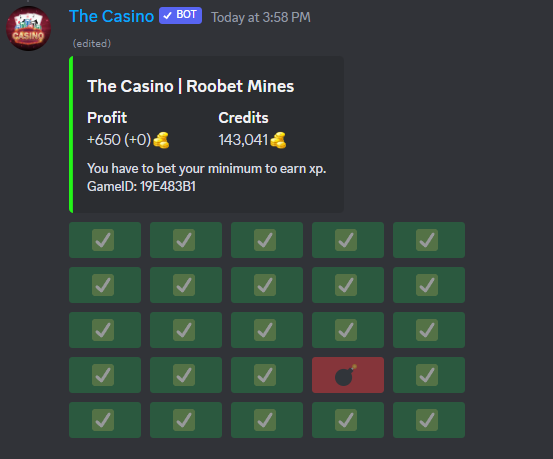 The Casino ✓ BOT Today at 3:58 PM
CASINO
(edited)
The Casino | Roobet Mines
Profit Credits
+650 (+0) 143,041
You have to bet your minimum to earn xp.
GameID: 19E483B1